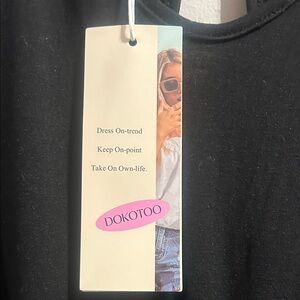 Dress On-trend
Keep On-point
Take On Own-life.
DOKOTOO